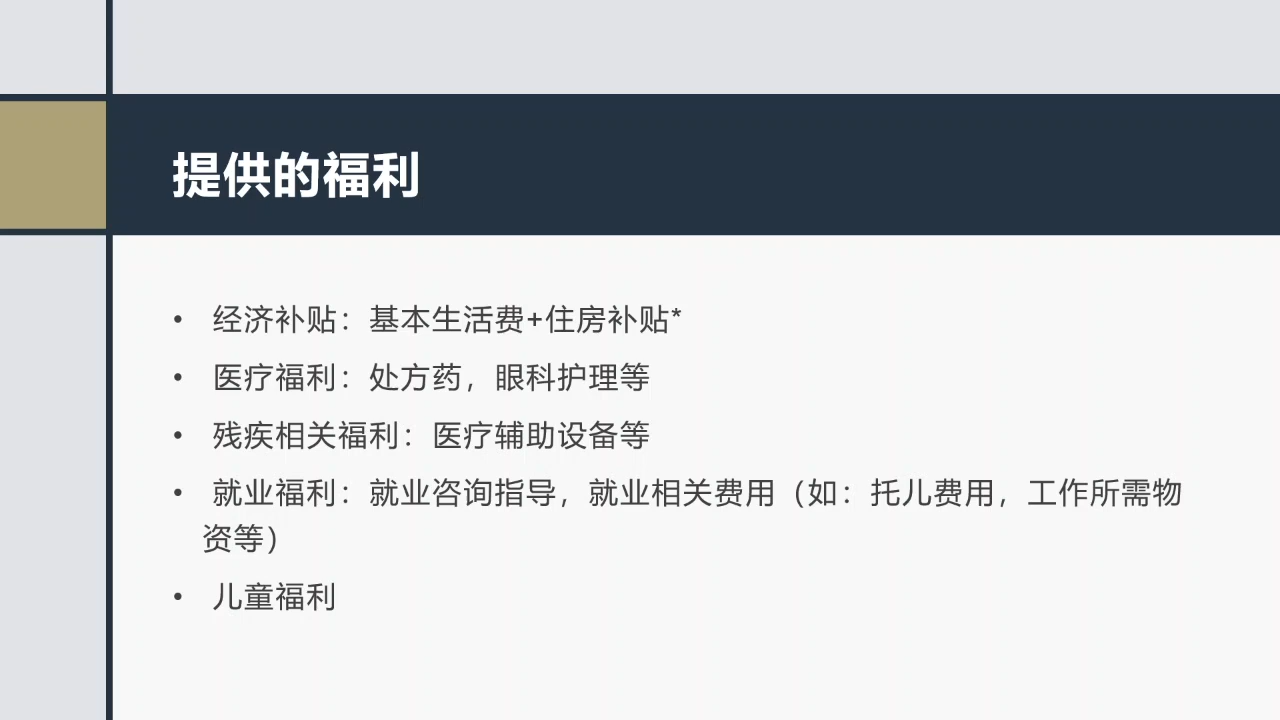 提供的福利
• 经济补贴：基本生活费+住房补贴*
• 医疗福利：处方药，眼科护理等
• 残疾相关福利：医疗辅助设备等
• 就业福利：就业咨询指导，就业相关费用（如：托儿费用，工作所需物
资等）
• 儿童福利